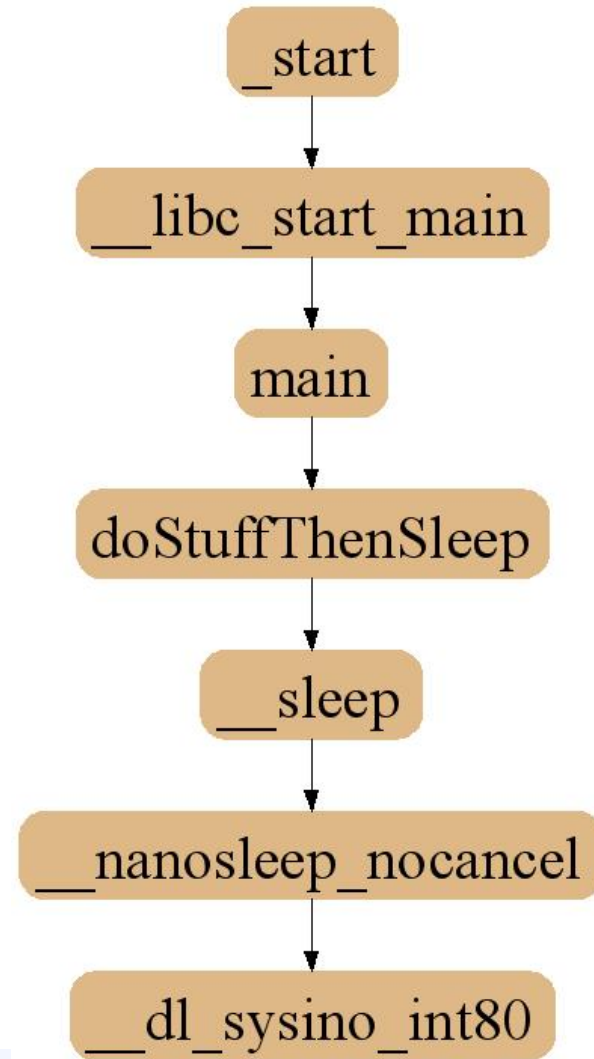 _start
__libc_start_main
main
doStuffThenSleep
__sleep
__nanosleep_nocancel
__dl_sysino_int80